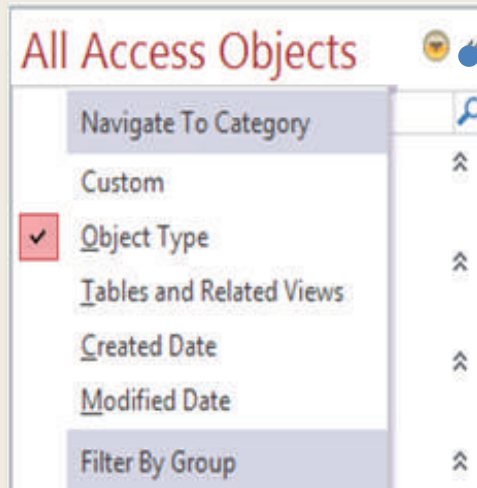 All Access Objects
Navigate To Category
Custom
Object Type
Tables and Related Views
Created Date
Modified Date
Filter By Group